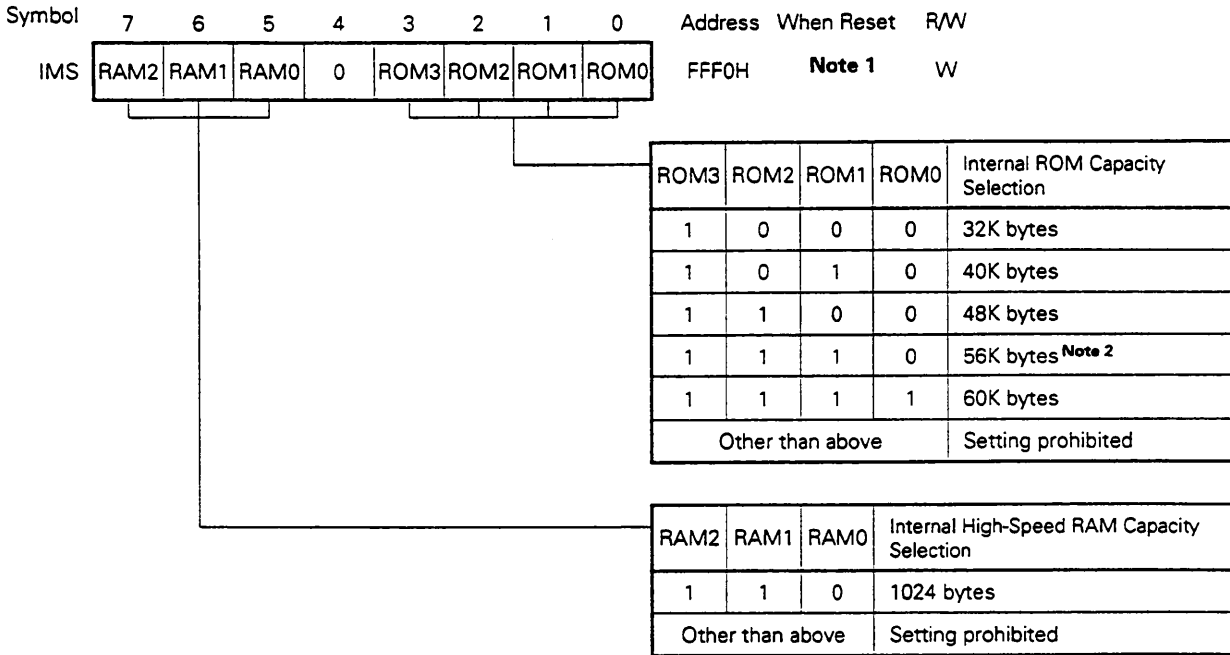 Symbol 7 6 5 4 3 2 1 0 Address When Reset R/W
IMS RAM2 RAM1 RAM0 0 ROM3 ROM2 ROM1 ROM0 FFF0H Note 1 W
ROM3 ROM2 ROM1 ROM0 Internal ROM Capacity
Selection
1 0 0 0 32K bytes
1 0 1 0 40K bytes
1 1 0 0 48K bytes
1 1 1 0 56K bytes Note 2
1 1 1 1 60K bytes
Other than above Setting prohibited
RAM2 RAM1 RAM0 Internal High-Speed RAM Capacity
Selection
1 1 0 1024 bytes
Other than above Setting prohibited